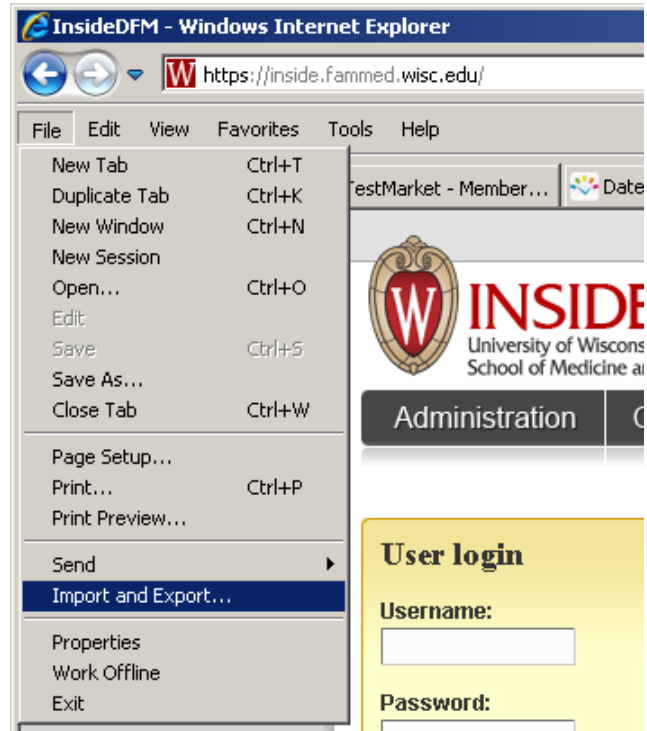 InsideDFM - Windows Internet Explorer
W https://inside.fammed.wisc.edu/
File Edit View Favorites Tools Help
TestMarket - Member... Date
New Tab Ctrl+T
Duplicate Tab Ctrl+K
New Window Ctrl+N
New Session
Open... Ctrl+O
Edit
Save Ctrl+S
Save As...
Close Tab Ctrl+W
Page Setup...
Print... Ctrl+P
Print Preview...
Send
Import and Export...
Properties
Work Offline
Exit
W
INSIDE
University of Wiscons
School of Medicine a
Administration
User login
Username:
Password: